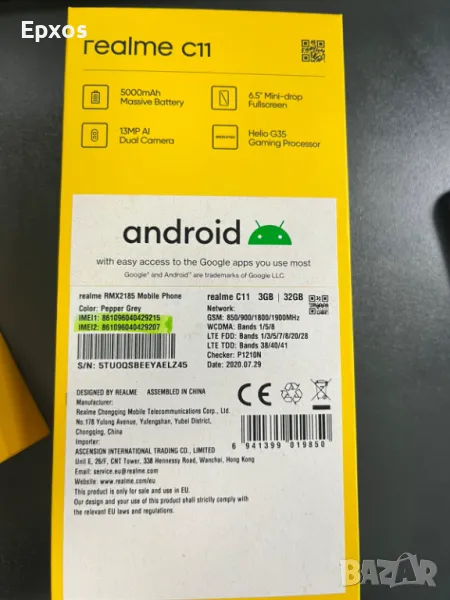 Epxos
realme C11
5000mAh
Massive Battery
6.5" Mini-drop
Fullscreen
13MP AI
Dual Camera
Helio G35
Gaming Processor
android
with easy access to the Google apps you use most
Google® and Android™ are trademarks of Google LLC.
realme RMX2185 Mobile Phone
Color: Pepper Grey
IMEI1: 861096040429215
IMEI2: 861096040429207
S/N: 5TUOQSBEEYAELZ45
realme C11 3GB | 32GB
Network:
GSM: 850/900/1800/1900MHz
WCDMA: Bands 1/5/8
LTE FDD: Bands 1/3/5/7/8/20/28
LTE TDD: Bands 38/40/41
Checker: P1210N
Date: 2020.07.29
DESIGNED BY REALME ASSEMBLED IN CHINA
Manufacturer:
Realme Chongqing Mobile Telecommunications Corp., Ltd.
No.178 Yulong Avenue, Yufengshan, Yubei District,
Chongqing, China
Importer:
ASCENSION INTERNATIONAL TRADING CO., LIMITED
Unit E, 26/F, CNT Tower, 338 Hennessy Road, Wanchai, Hong Kong
Email: service.eu@realme.com
Website: www.realme.com/eu
This product is only for sale and use in EU.
Our design and your use of this product shall strictly comply with
the relevant EU laws and regulations.
CE
6 941399 019850
BAZAR